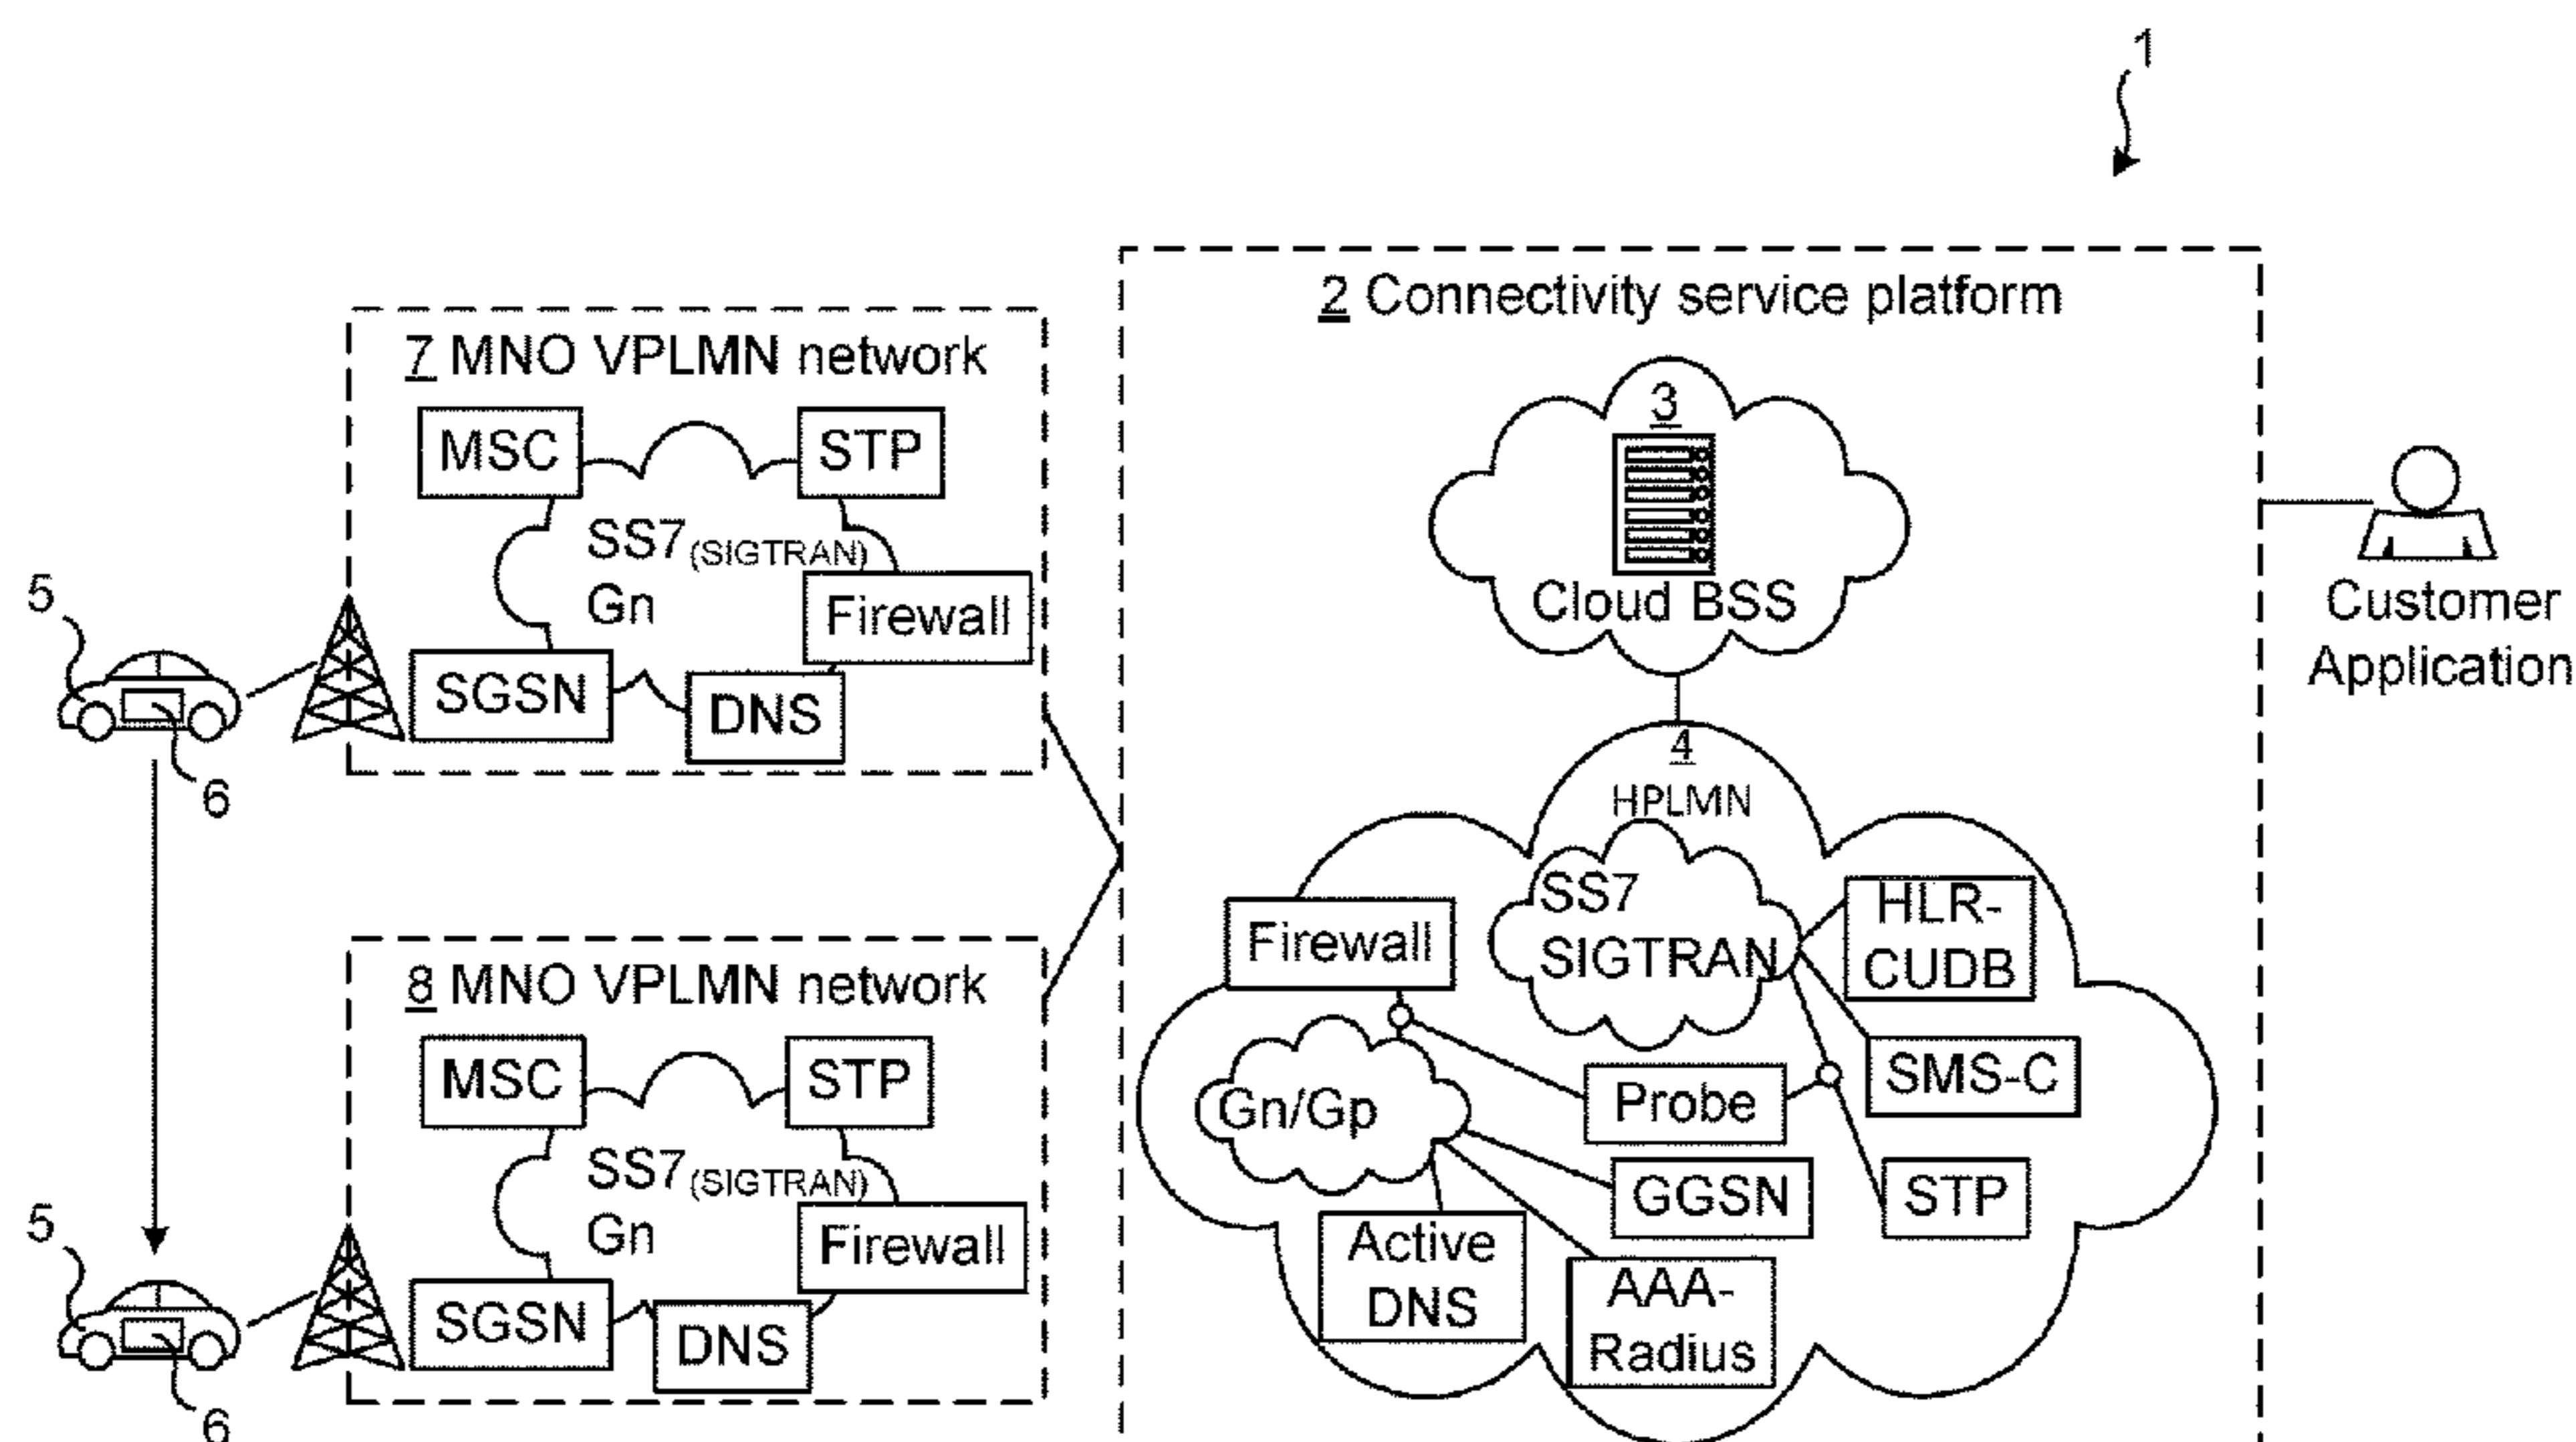 1
2 Connectivity service platform
7 MNO VPLMN network
MSC
STP
SS7(SIGTRAN)
Gn
Firewall
SGSN
DNS
5
6
3
Cloud BSS
Customer
Application
4
HPLMN
SS7
SIGTRAN
HLR-
CUDB
Firewall
SMS-C
Probe
Gn/Gp
GGSN
STP
Active
DNS
AAA-
Radius
8 MNO VPLMN network
MSC
STP
SS7(SIGTRAN)
Gn
Firewall
SGSN
DNS
5
6